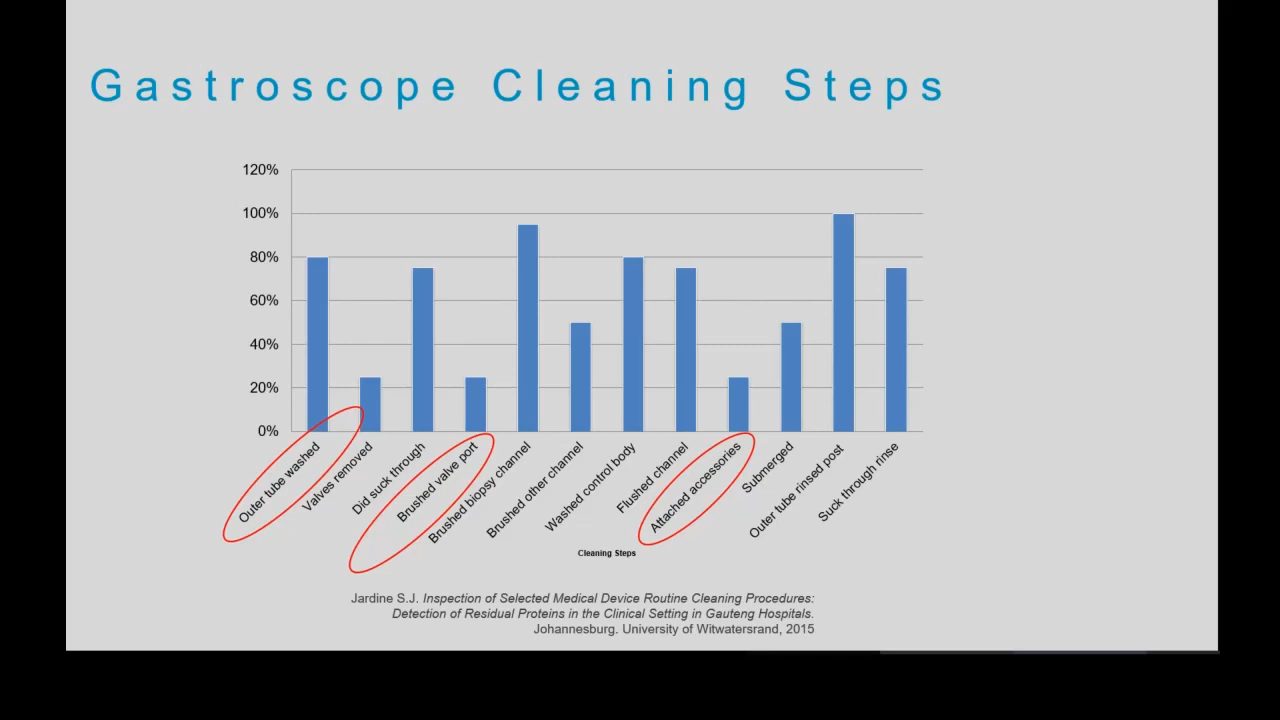 Gastroscope Cleaning Steps
120%
100%
80%
60%
40%
20%
0%
Outer tube washed
Valves removed
Did suck through
Brushed valve port
Brushed biopsy channel
Brushed other channel
Washed control body
Flushed channel
Attached accessories
Submerged
Outer tube rinsed post
Suck through rinse
Cleaning Steps
Jardine S.J. Inspection of Selected Medical Device Routine Cleaning Procedures:
Detection of Residual Proteins in the Clinical Setting in Gauteng Hospitals.
Johannesburg. University of Witwatersrand, 2015